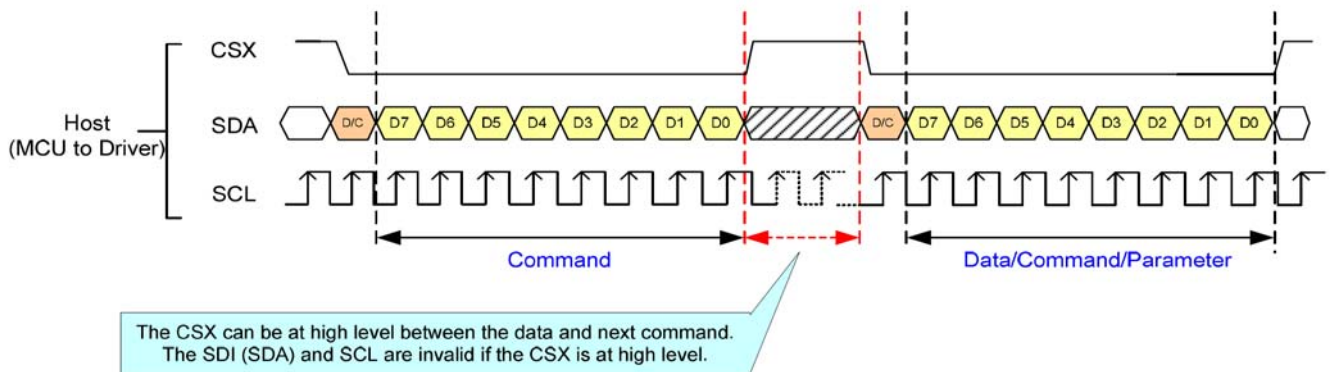 CSX
Host
(MCU to Driver)
SDA
D/C D7 D6 D5 D4 D3 D2 D1 D0 D/C D7 D6 D5 D4 D3 D2 D1 D0
SCL
Command Data/Command/Parameter
The CSX can be at high level between the data and next command.
The SDI (SDA) and SCL are invalid if the CSX is at high level.